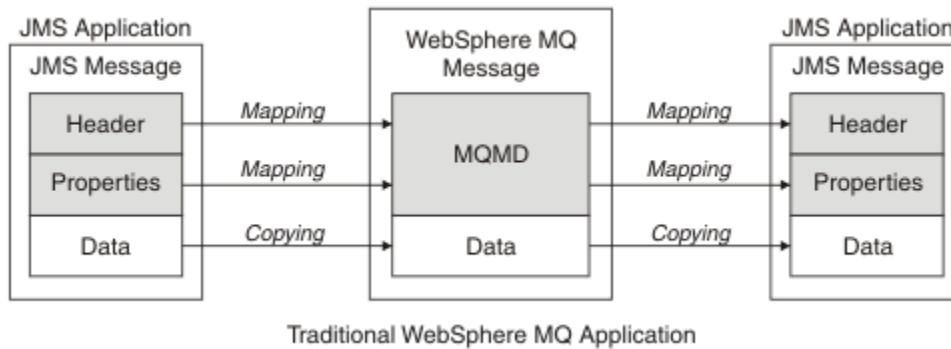 JMS Application
JMS Message
Header
Properties
Data
Mapping
Mapping
Copying
WebSphere MQ
Message
MQMD
Data
Mapping
Mapping
Copying
JMS Application
JMS Message
Header
Properties
Data
Traditional WebSphere MQ Application